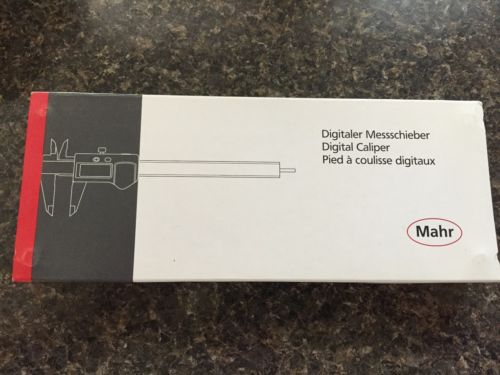 Digitaler Messschieber
Digital Caliper
Pied à coulisse digitaux
Mahr